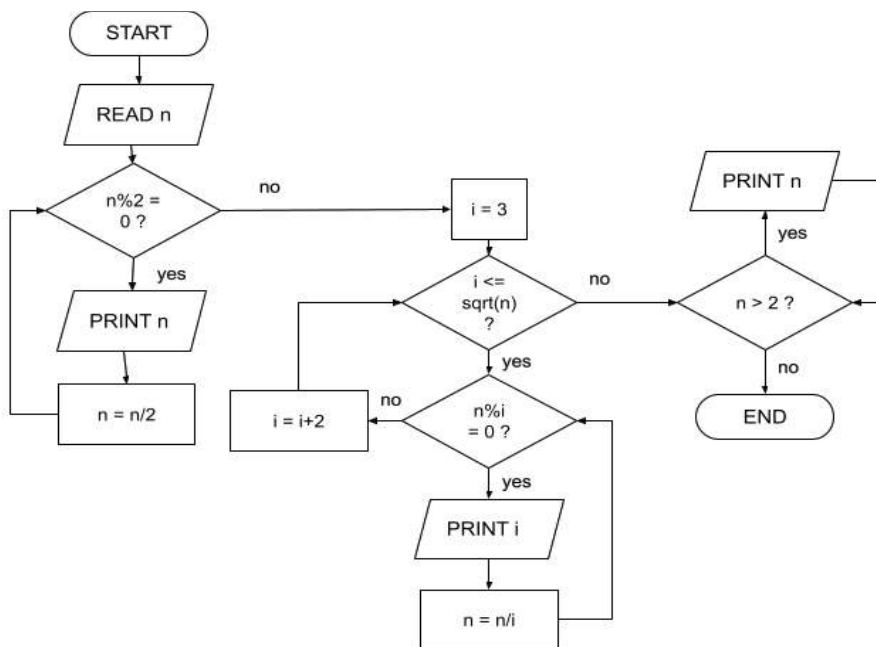 START
READ n
n%2 =
0 ?
no
yes
PRINT n
n = n/2
i = 3
i <=
sqrt(n)
?
no
yes
n%i
= 0 ?
no
i = i+2
yes
PRINT i
n = n/i
PRINT n
yes
n > 2 ?
no
END